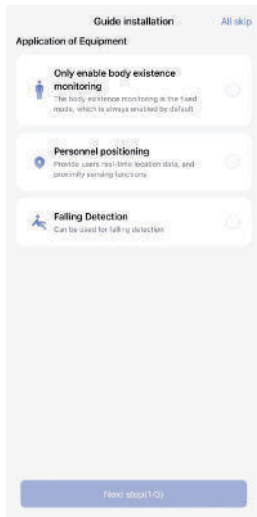 Guide installation
All skip
Application of Equipment
Only enable body existence
monitoring
The body existence monitoring is the fixed
mode, which is always enabled by default
Personnel positioning
Provide users real-time location data, and
proximity sensing functions
Falling Detection
Can be used for falling detection
Next step(1/3)